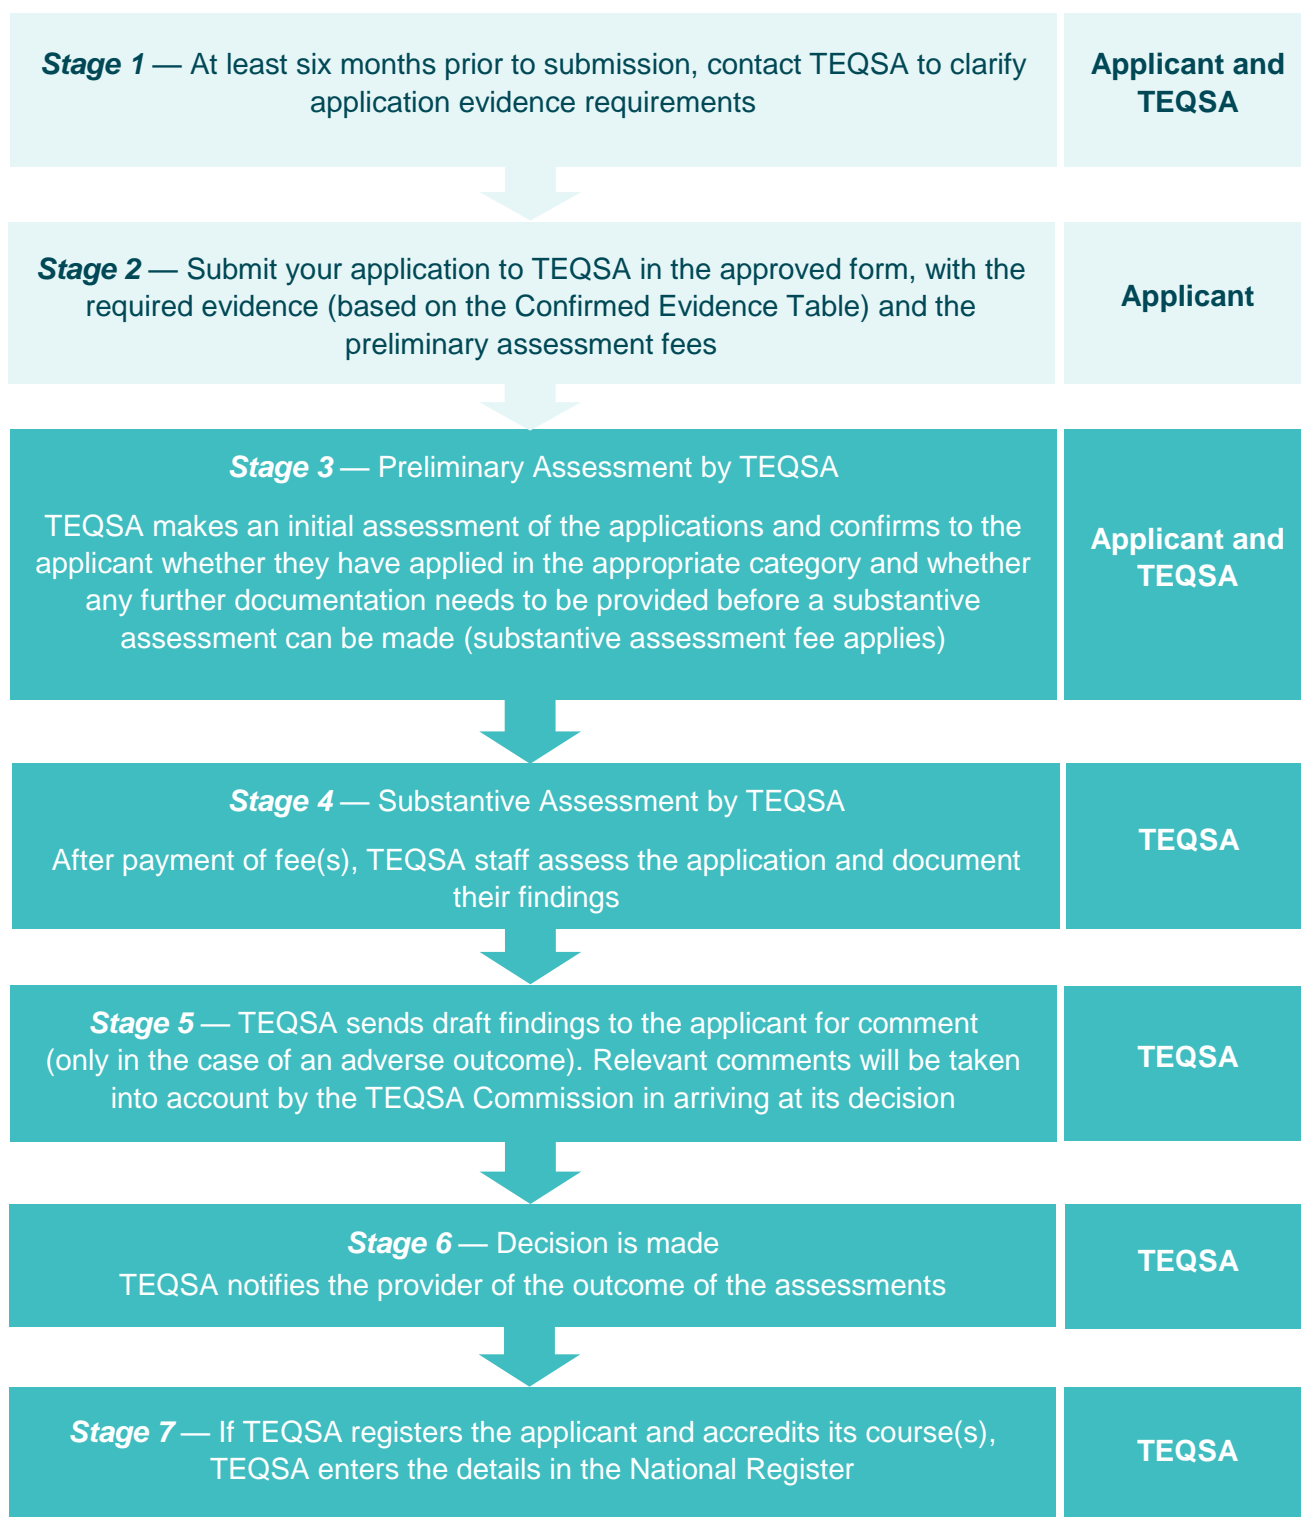 Stage 1 — At least six months prior to submission, contact TEQSA to clarify
application evidence requirements
Applicant and
TEQSA
Stage 2 — Submit your application to TEQSA in the approved form, with the
required evidence (based on the Confirmed Evidence Table) and the
preliminary assessment fees
Applicant
Stage 3 — Preliminary Assessment by TEQSA
TEQSA makes an initial assessment of the applications and confirms to the
applicant whether they have applied in the appropriate category and whether
any further documentation needs to be provided before a substantive
assessment can be made (substantive assessment fee applies)
Applicant and
TEQSA
Stage 4 — Substantive Assessment by TEQSA
After payment of fee(s), TEQSA staff assess the application and document
their findings
TEQSA
Stage 5 — TEQSA sends draft findings to the applicant for comment
(only in the case of an adverse outcome). Relevant comments will be taken
into account by the TEQSA Commission in arriving at its decision
TEQSA
Stage 6 — Decision is made
TEQSA notifies the provider of the outcome of the assessments
TEQSA
Stage 7 — If TEQSA registers the applicant and accredits its course(s),
TEQSA enters the details in the National Register
TEQSA